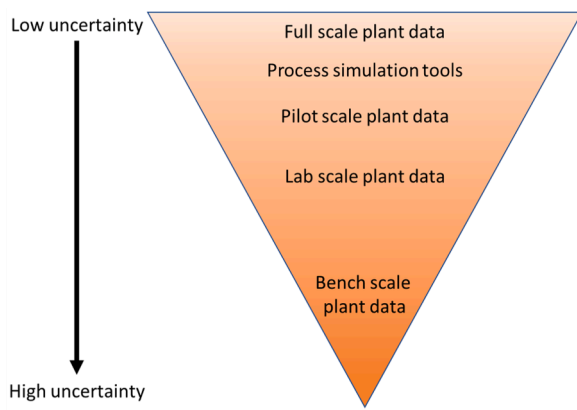 Low uncertainty
Full scale plant data
Process simulation tools
Pilot scale plant data
Lab scale plant data
Bench scale
plant data
High uncertainty